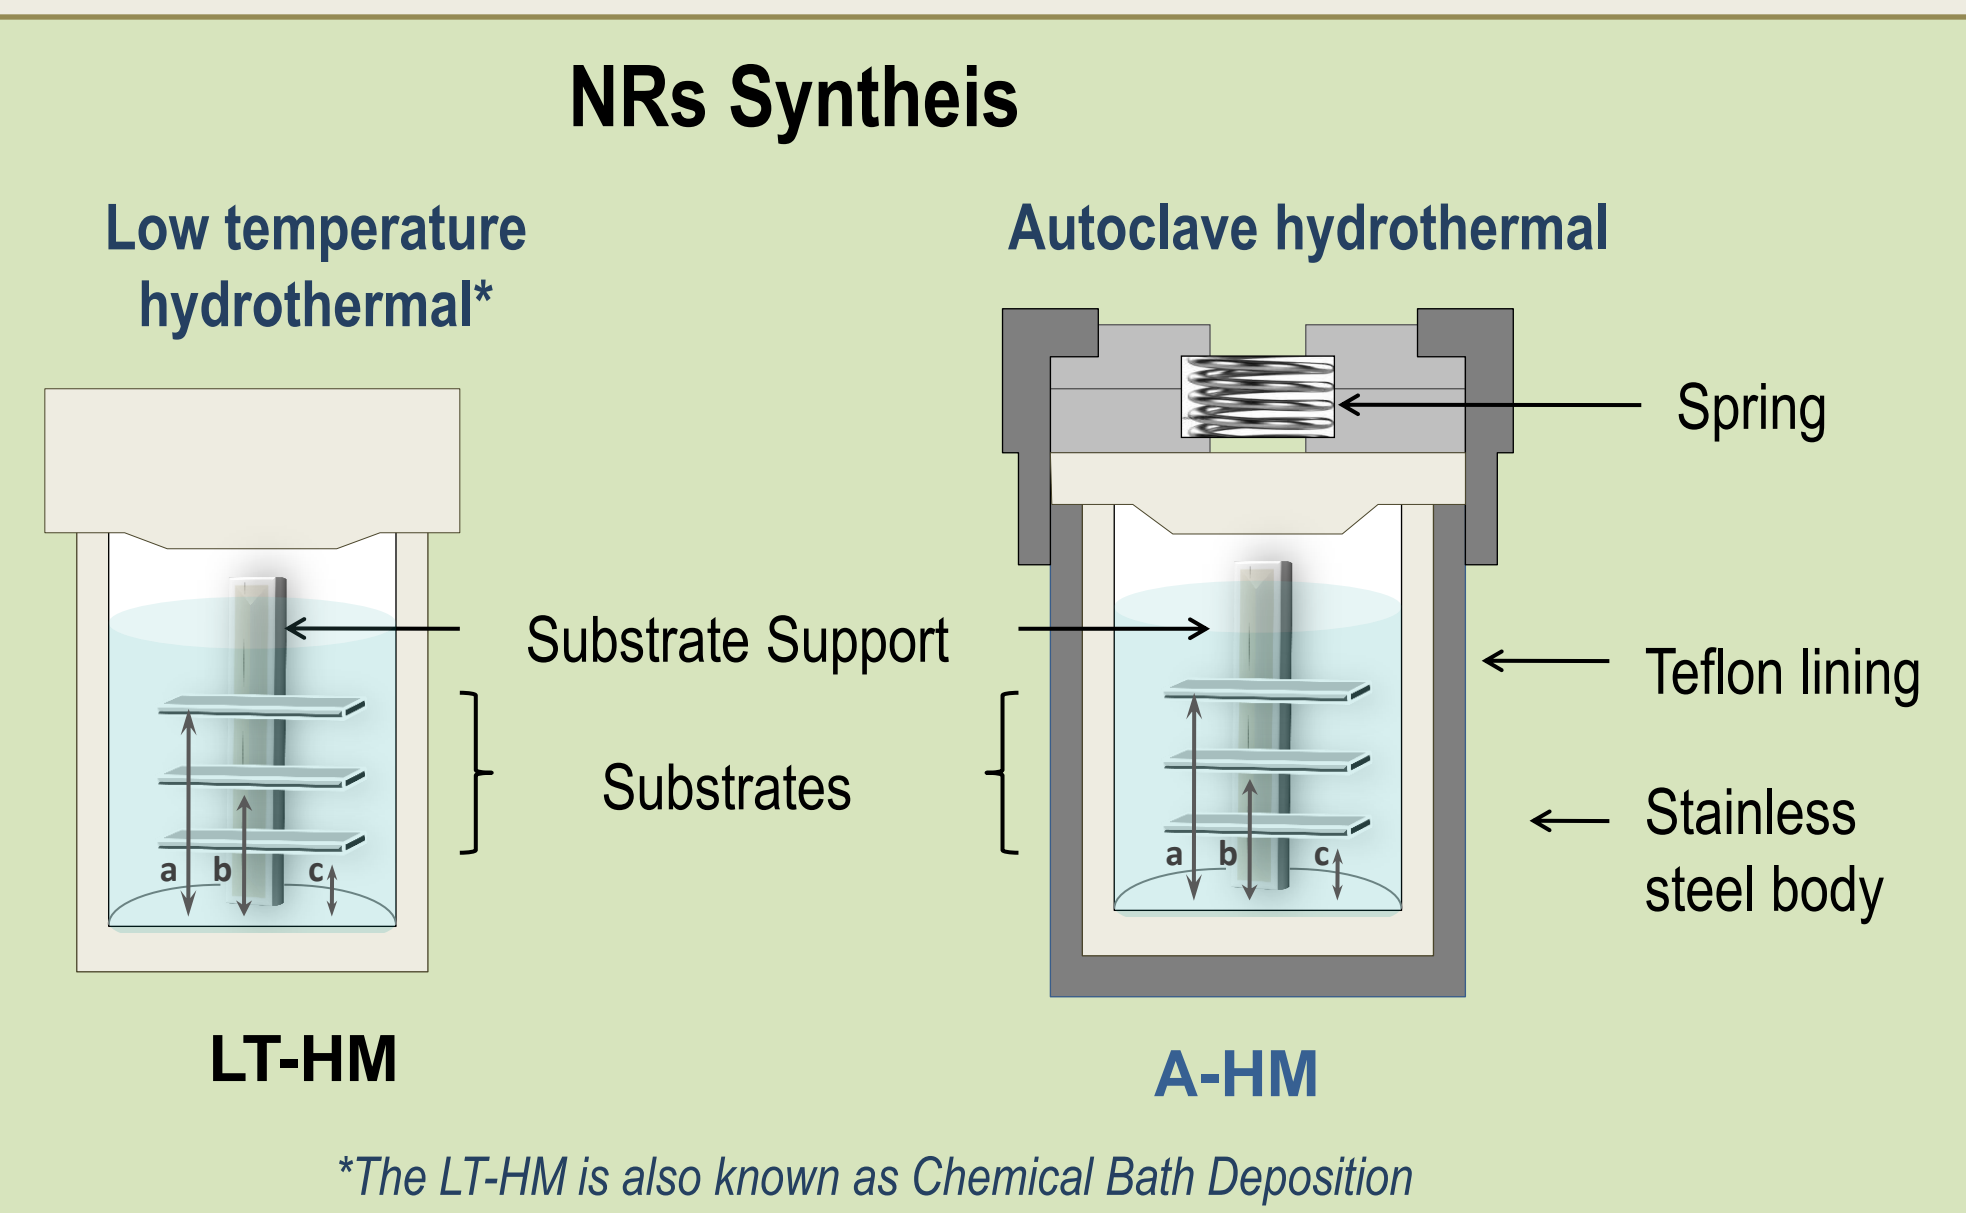 NRs Syntheis
Low temperature
hydrothermal*
Autoclave hydrothermal
Spring
Substrate Support
Substrates
Teflon lining
Stainless
steel body
a b c
a b c
LT-HM
A-HM
*The LT-HM is also known as Chemical Bath Deposition